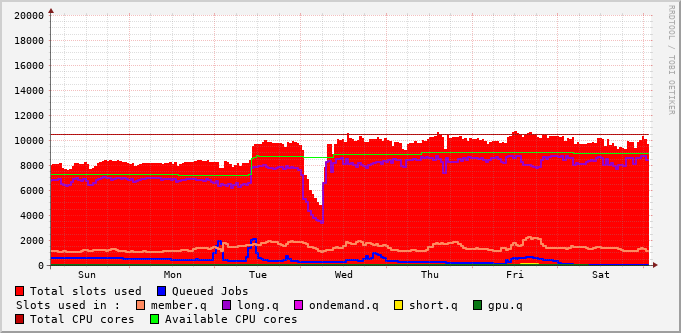 20000
18000
16000
14000
12000
10000
8000
6000
4000
2000
0
Sun Mon Tue Wed Thu Fri Sat
RRDTOOL / TOBI OETIKER
Total slots used Queued Jobs
Slots used in : member.q long.q ondemand.q short.q gpu.q
Total CPU cores Available CPU cores